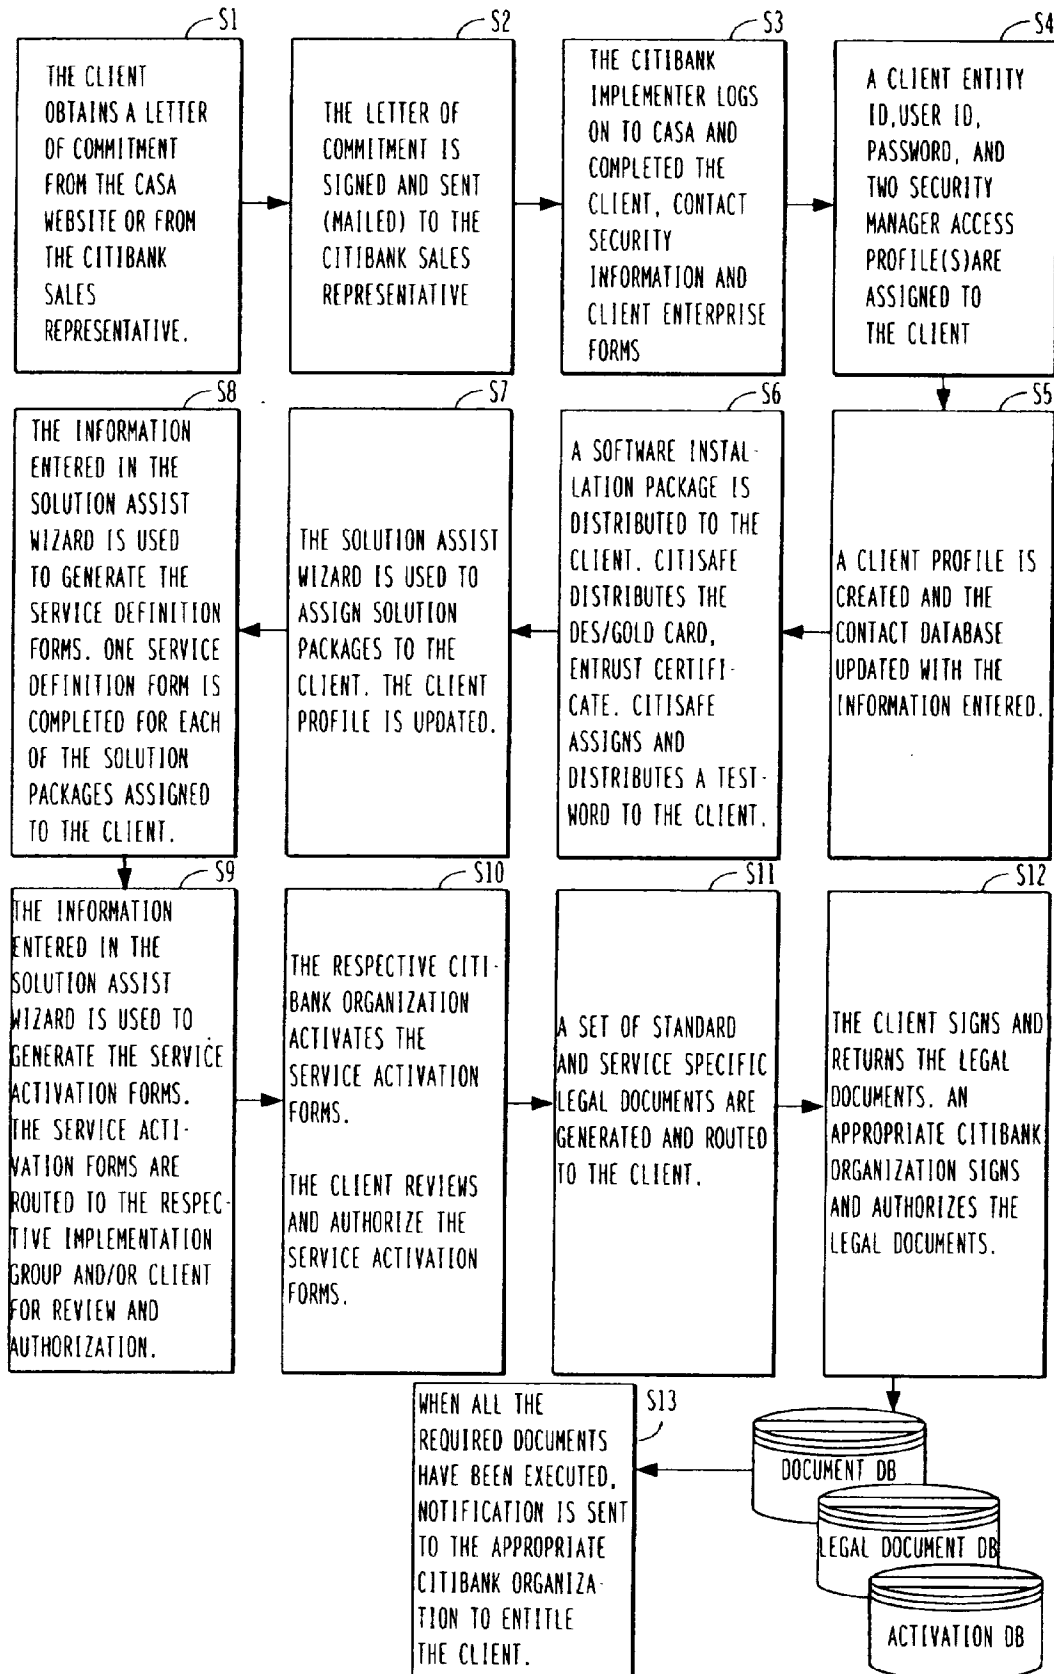 S1
THE CLIENT
OBTAINS A LETTER
OF COMMITMENT
FROM THE CASA
WEBSITE OR FROM
THE CITIBANK
SALES
REPRESENTATIVE.
S2
THE LETTER OF
COMMITMENT IS
SIGNED AND SENT
(MAILED) TO THE
CITIBANK SALES
REPRESENTATIVE
S3
THE CITIBANK
IMPLEMENTER LOGS
ON TO CASA AND
COMPLETED THE
CLIENT, CONTACT
SECURITY
INFORMATION AND
CLIENT ENTERPRISE
FORMS
S4
A CLIENT ENTITY
ID,USER ID,
PASSWORD, AND
TWO SECURITY
MANAGER ACCESS
PROFILE(S)ARE
ASSIGNED TO
THE CLIENT
S5
A CLIENT PROFILE IS
CREATED AND THE
CONTACT DATABASE
UPDATED WITH THE
INFORMATION ENTERED.
S6
A SOFTWARE INSTAL-
LATION PACKAGE IS
DISTRIBUTED TO THE
CLIENT. CITISAFE
DISTRIBUTES THE
DES/GOLD CARD,
ENTRUST CERTIFI-
CATE. CITISAFE
ASSIGNS AND
DISTRIBUTES A TEST-
WORD TO THE CLIENT.
S7
THE SOLUTION ASSIST
WIZARD IS USED TO
ASSIGN SOLUTION
PACKAGES TO THE
CLIENT. THE CLIENT
PROFILE IS UPDATED.
S8
THE INFORMATION
ENTERED IN THE
SOLUTION ASSIST
WIZARD IS USED
TO GENERATE THE
SERVICE DEFINITION
FORMS. ONE SERVICE
DEFINITION FORM IS
COMPLETED FOR EACH
OF THE SOLUTION
PACKAGES ASSIGNED
TO THE CLIENT.
S9
THE INFORMATION
ENTERED IN THE
SOLUTION ASSIST
WIZARD IS USED TO
GENERATE THE SERVICE
ACTIVATION FORMS.
THE SERVICE ACTI-
VATION FORMS ARE
ROUTED TO THE RESPEC-
TIVE IMPLEMENTATION
GROUP AND/OR CLIENT
FOR REVIEW AND
AUTHORIZATION.
S10
THE RESPECTIVE CITI-
BANK ORGANIZATION
ACTIVATES THE
SERVICE ACTIVATION
FORMS.
THE CLIENT REVIEWS
AND AUTHORIZE THE
SERVICE ACTIVATION
FORMS.
S11
A SET OF STANDARD
AND SERVICE SPECIFIC
LEGAL DOCUMENTS ARE
GENERATED AND ROUTED
TO THE CLIENT.
S12
THE CLIENT SIGNS AND
RETURNS THE LEGAL
DOCUMENTS. AN
APPROPRIATE CITIBANK
ORGANIZATION SIGNS
AND AUTHORIZES THE
LEGAL DOCUMENTS.
DOCUMENT DB
LEGAL DOCUMENT DB
ACTIVATION DB
S13
WHEN ALL THE
REQUIRED DOCUMENTS
HAVE BEEN EXECUTED,
NOTIFICATION IS SENT
TO THE APPROPRIATE
CITIBANK ORGANIZA-
TION TO ENTITLE
THE CLIENT.